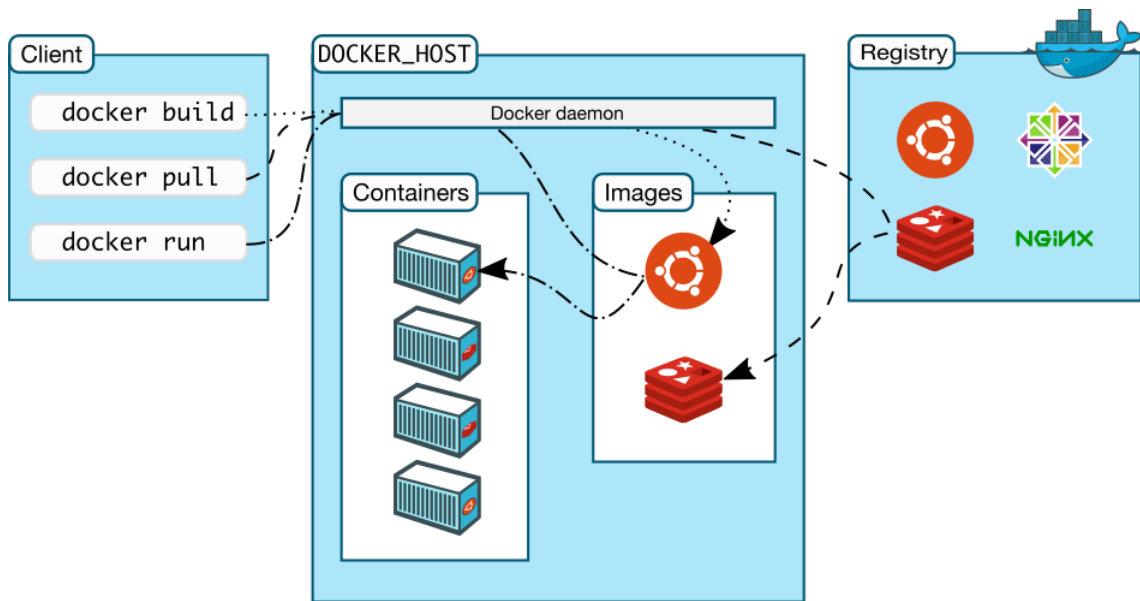 Client
docker build
docker pull
docker run
DOCKER_HOST
Docker daemon
Containers
Images
Registry
NGiNX